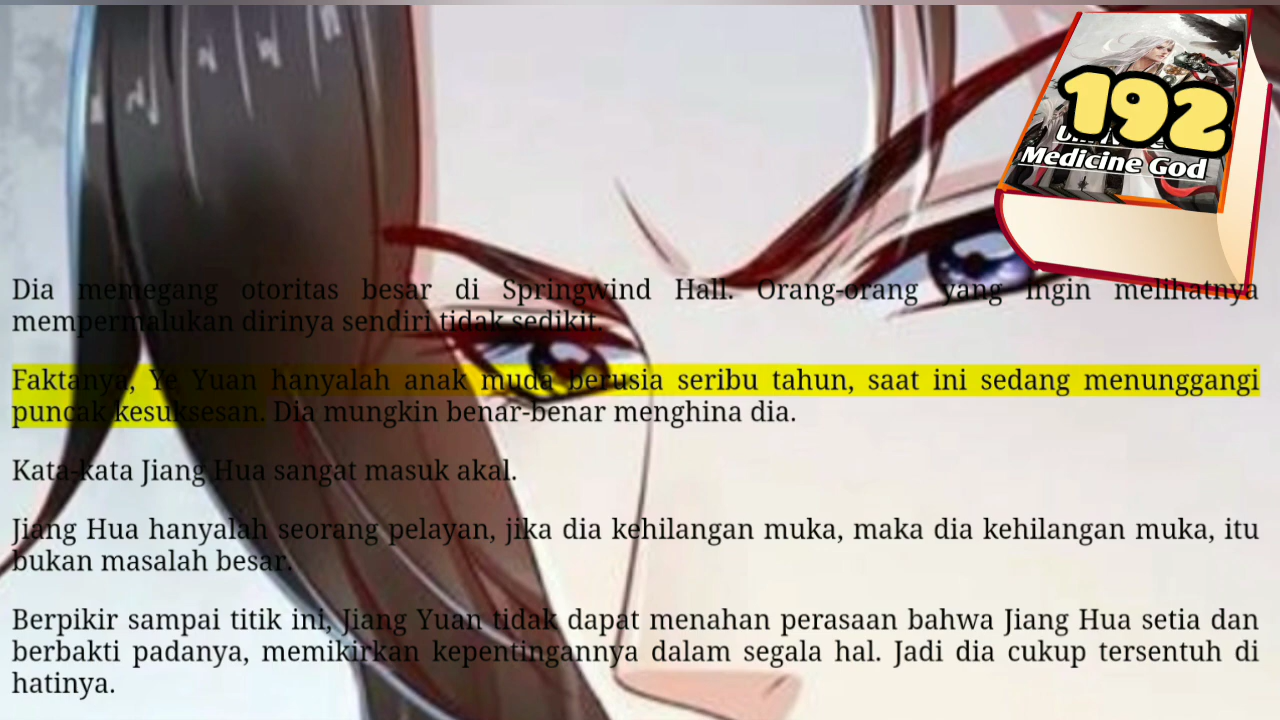 192
Medicine God
Dia memegang otoritas besar di Springwind Hall. Orang-orang yang ingin melihatnya
mempermalukan dirinya sendiri tidak sedikit.
Faktanya, Ye Yuan hanyalah anak muda berusia seribu tahun, saat ini sedang menunggangi
puncak kesuksesan. Dia mungkin benar-benar menghina dia.
Kata-kata Jiang Hua sangat masuk akal.
Jiang Hua hanyalah seorang pelayan, jika dia kehilangan muka, maka dia kehilangan muka, itu
bukan masalah besar.
Berpikir sampai titik ini, Jiang Yuan tidak dapat menahan perasaan bahwa Jiang Hua setia dan
berbakti padanya, memikirkan kepentingannya dalam segala hal. Jadi dia cukup tersentuh di
hatinya.